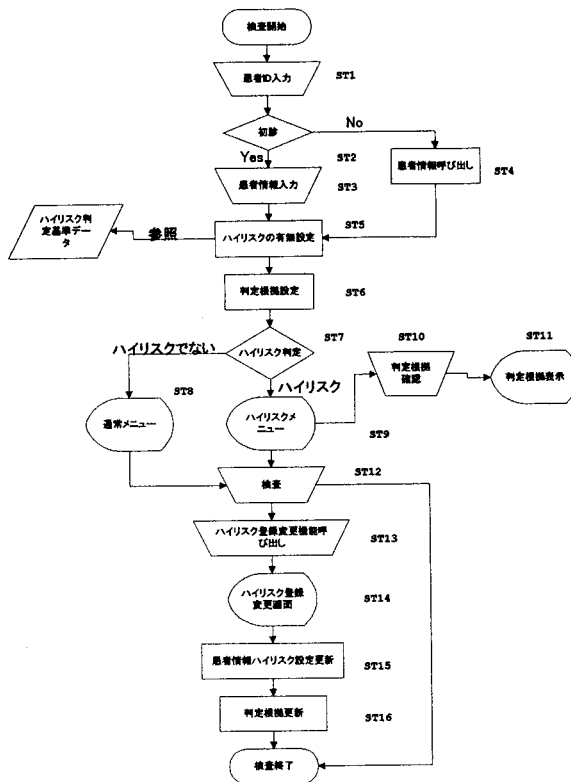 検査開始
患者ID入力
ST1
初診
No
Yes
ST2
患者情報呼び出し
ST4
患者情報入力
ST3
ハイリスク判
定基準デー
タ
参照
ハイリスクの有無設定
ST5
判定根拠設定
ST6
ハイリスク判定
ST7
ハイリスクでない
ハイリスク
ST10
判定根拠
確認
ST11
判定根拠表示
ST8
通常メニュー
ハイリスクメ
ニュー
ST9
検査
ST12
ハイリスク登録変更機能呼
び出し
ST13
ハイリスク登録
変更画面
ST14
患者情報ハイリスク設定更新
ST15
判定根拠更新
ST16
検査終了